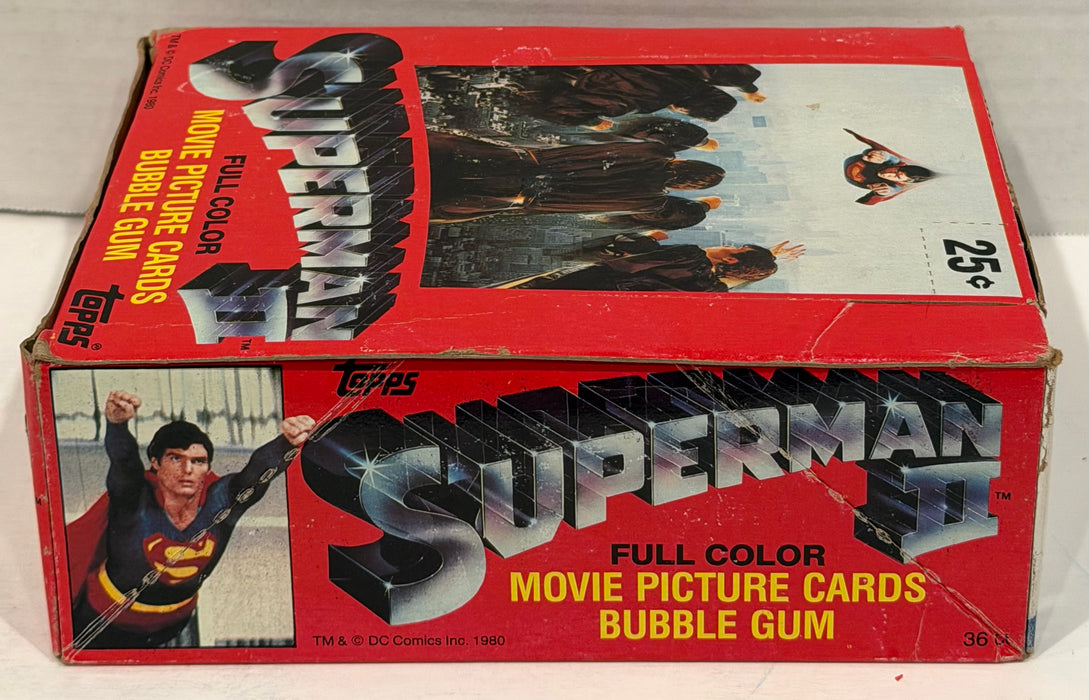 TM & © DC Comics Inc. 1980
SUPERMAN II
TM
FULL COLOR
MOVIE PICTURE CARDS
BUBBLE GUM
topps®
25¢
topps
SUPERMAN
II
TM
FULL COLOR
MOVIE PICTURE CARDS
BUBBLE GUM
TM & © DC Comics Inc. 1980
36